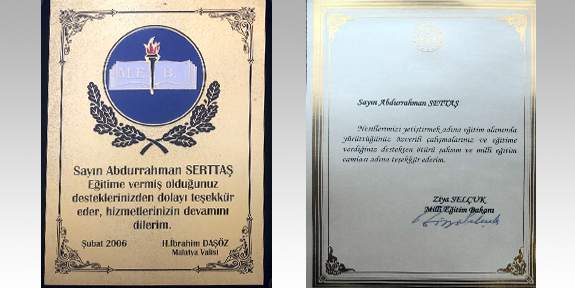 M.E.B.
Sayın Abdurrahman SERTTAŞ
Eğitime vermiş olduğunuz
desteklerinizden dolayı teşekkür
eder, hizmetlerinizin devamını
dilerim.
Şubat 2006
H.İbrahim DAŞÖZ
Malatya Valisi
Sayın Abdurrahman SETTAŞ
Nesillerimizi yetiştirmek adına eğitim alanında
yürüttüğünüz özverili çalışmalarınız ve eğitime
verdiğiniz destekten ötürü şahsım ve milli eğitim
camiası adına teşekkür ederim.
Ziya SELÇUK
Milli Eğitim Bakanı